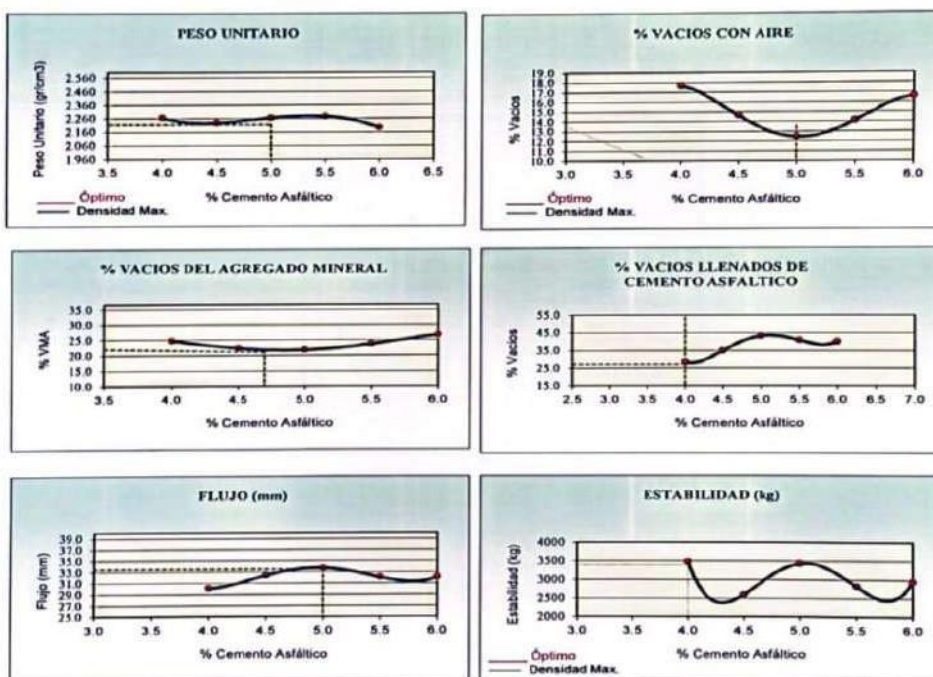 PESO UNITARIO
Peso Unitario (gr/cm3)
2.560
2.460
2.360
2.260
2.160
2.060
1.960
3.5 4.0 4.5 5.0 5.5 6.0 6.5
% Cemento Asfáltico
Óptimo
Densidad Max.
% VACIOS CON AIRE
% Vacios
19.0
18.0
17.0
16.0
15.0
14.0
13.0
12.0
11.0
10.0
3.0 3.5 4.0 4.5 5.0 5.5 6.0
% Cemento Asfáltico
Óptimo
Densidad Max.
% VACIOS DEL AGREGADO MINERAL
% VMA
35.0
30.0
25.0
20.0
15.0
10.0
3.5 4.0 4.5 5.0 5.5 6.0
% Cemento Asfáltico
% VACIOS LLENADOS DE
CEMENTO ASFALTICO
% Vacios
55.0
45.0
35.0
25.0
15.0
2.5 3.0 3.5 4.0 4.5 5.0 5.5 6.0 6.5 7.0
% Cemento Asfáltico
FLUJO (mm)
Flujo (mm)
39.0
37.0
35.0
33.0
31.0
29.0
27.0
25.0
3.0 3.5 4.0 4.5 5.0 5.5 6.0
% Cemento Asfáltico
ESTABILIDAD (kg)
Estabilidad (kg)
4000
3500
3000
2500
2000
3.0 3.5 4.0 4.5 5.0 5.5 6.0
% Cemento Asfáltico
Óptimo
Densidad Max.